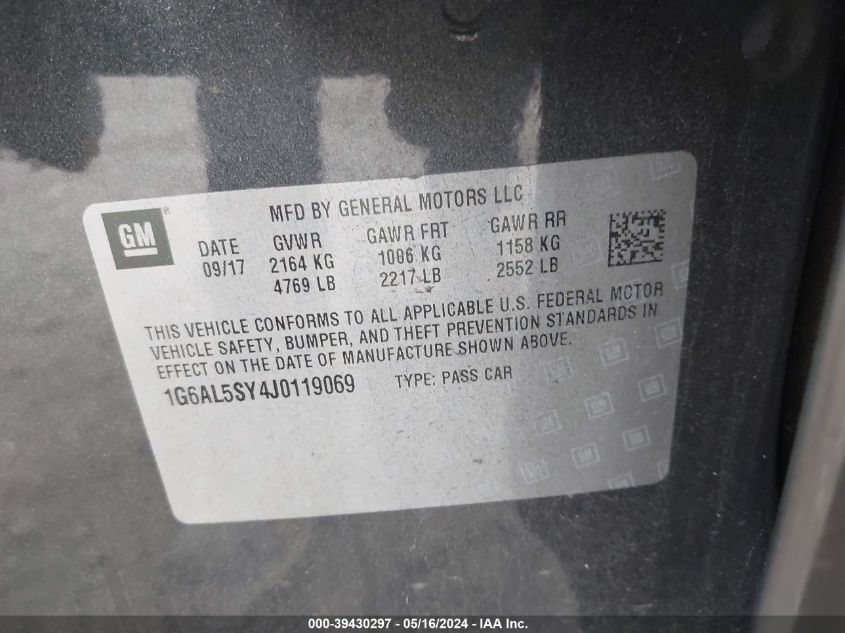 GM ®
MFD BY GENERAL MOTORS LLC
DATE GVWR GAWR FRT GAWR RR
09/17 2164 KG 1006 KG 1158 KG
4769 LB 2217 LB 2552 LB
THIS VEHICLE CONFORMS TO ALL APPLICABLE U.S. FEDERAL MOTOR
VEHICLE SAFETY, BUMPER, AND THEFT PREVENTION STANDARDS IN
EFFECT ON THE DATE OF MANUFACTURE SHOWN ABOVE.
1G6AL5SY4J0119069 TYPE: PASS CAR
000-39430297 - 05/16/2024 - IAA Inc.